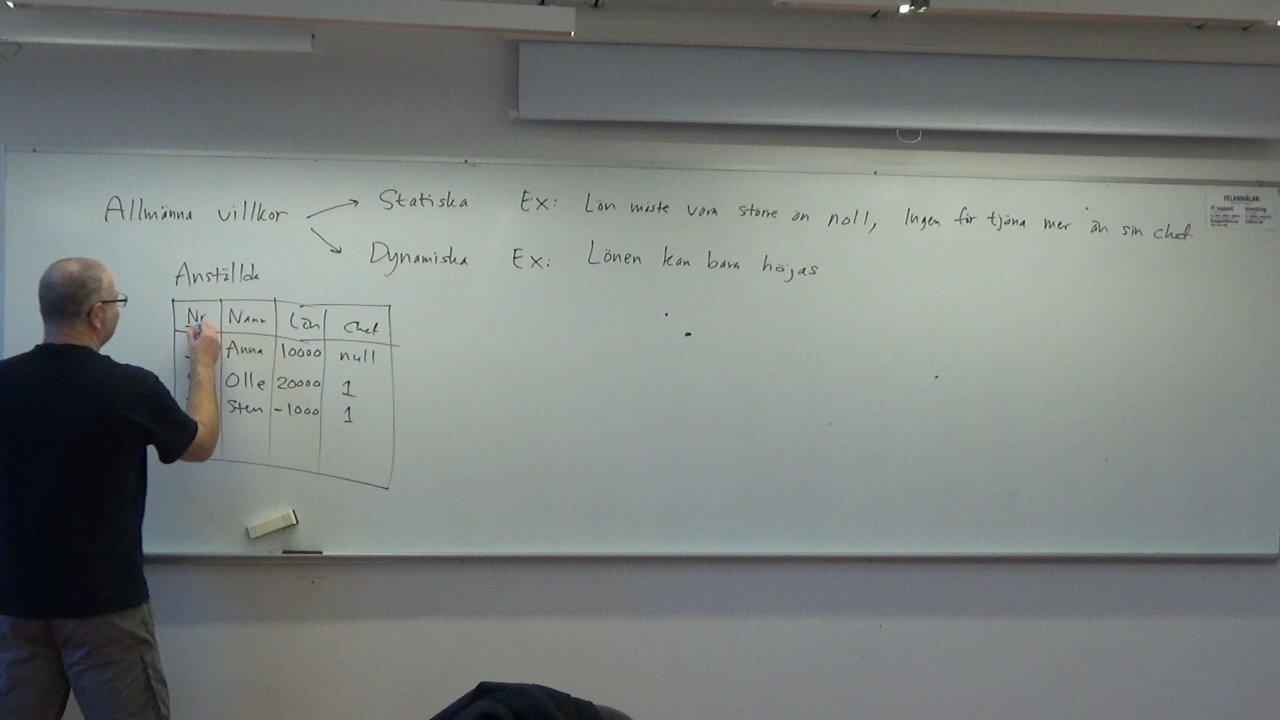 Allmänna villkor Statiska Ex: Lön måste vara större än noll, Ingen får tjäna mer än sin chef
Dynamiska Ex: Lönen kan bara höjas
Anställda
Nr Namn Lön Chef
Anna 10000 null
Olle 20000 1
Sten -1000 1
FELANMÄLAN